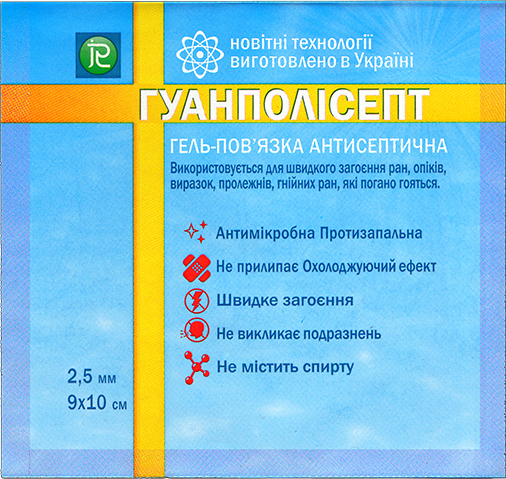 новітні технології
виготовлено в Україні
ГУАНПОЛІСЕПТ
ГЕЛЬ-ПОВ’ЯЗКА АНТИСЕПТИЧНА
Використовується для швидкого загоєння ран, опіків,
виразок, пролежнів, гнійних ран, які погано гояться.
Антимікробна Протизапальна
Не прилипає Охолоджуючий ефект
Швидке загоєння
Не викликає подразнень
Не містить спирту
2,5 мм
9х10 см